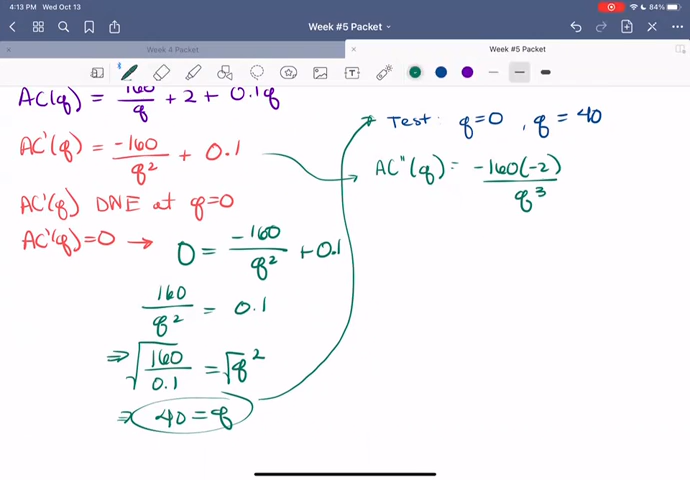 4:13 PM Wed Oct 13
84%
Week #5 Packet
Week 4 Packet
Week #5 Packet
AC(q) = 160/q + 2 + 0.1q
AC'(q) = -160/q² + 0.1
AC'(q) DNE at q=0
AC'(q)=0 → 0 = -160/q² + 0.1
160/q² = 0.1
⇒ √(160/0.1) = √q²
⇒ 40 = q
Test: q=0 , q = 40
AC"(q) = -160(-2)/q³